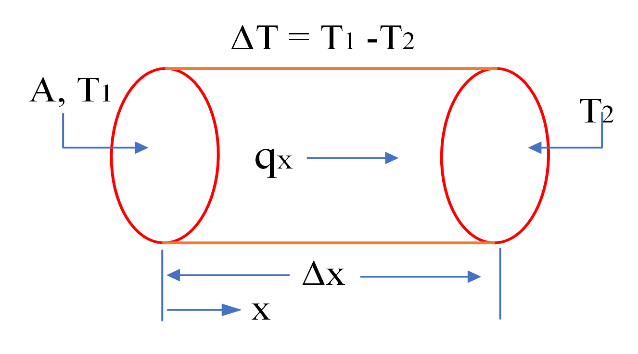 ΔT = T1 -T2
A, T1
T2
qx
Δx
x